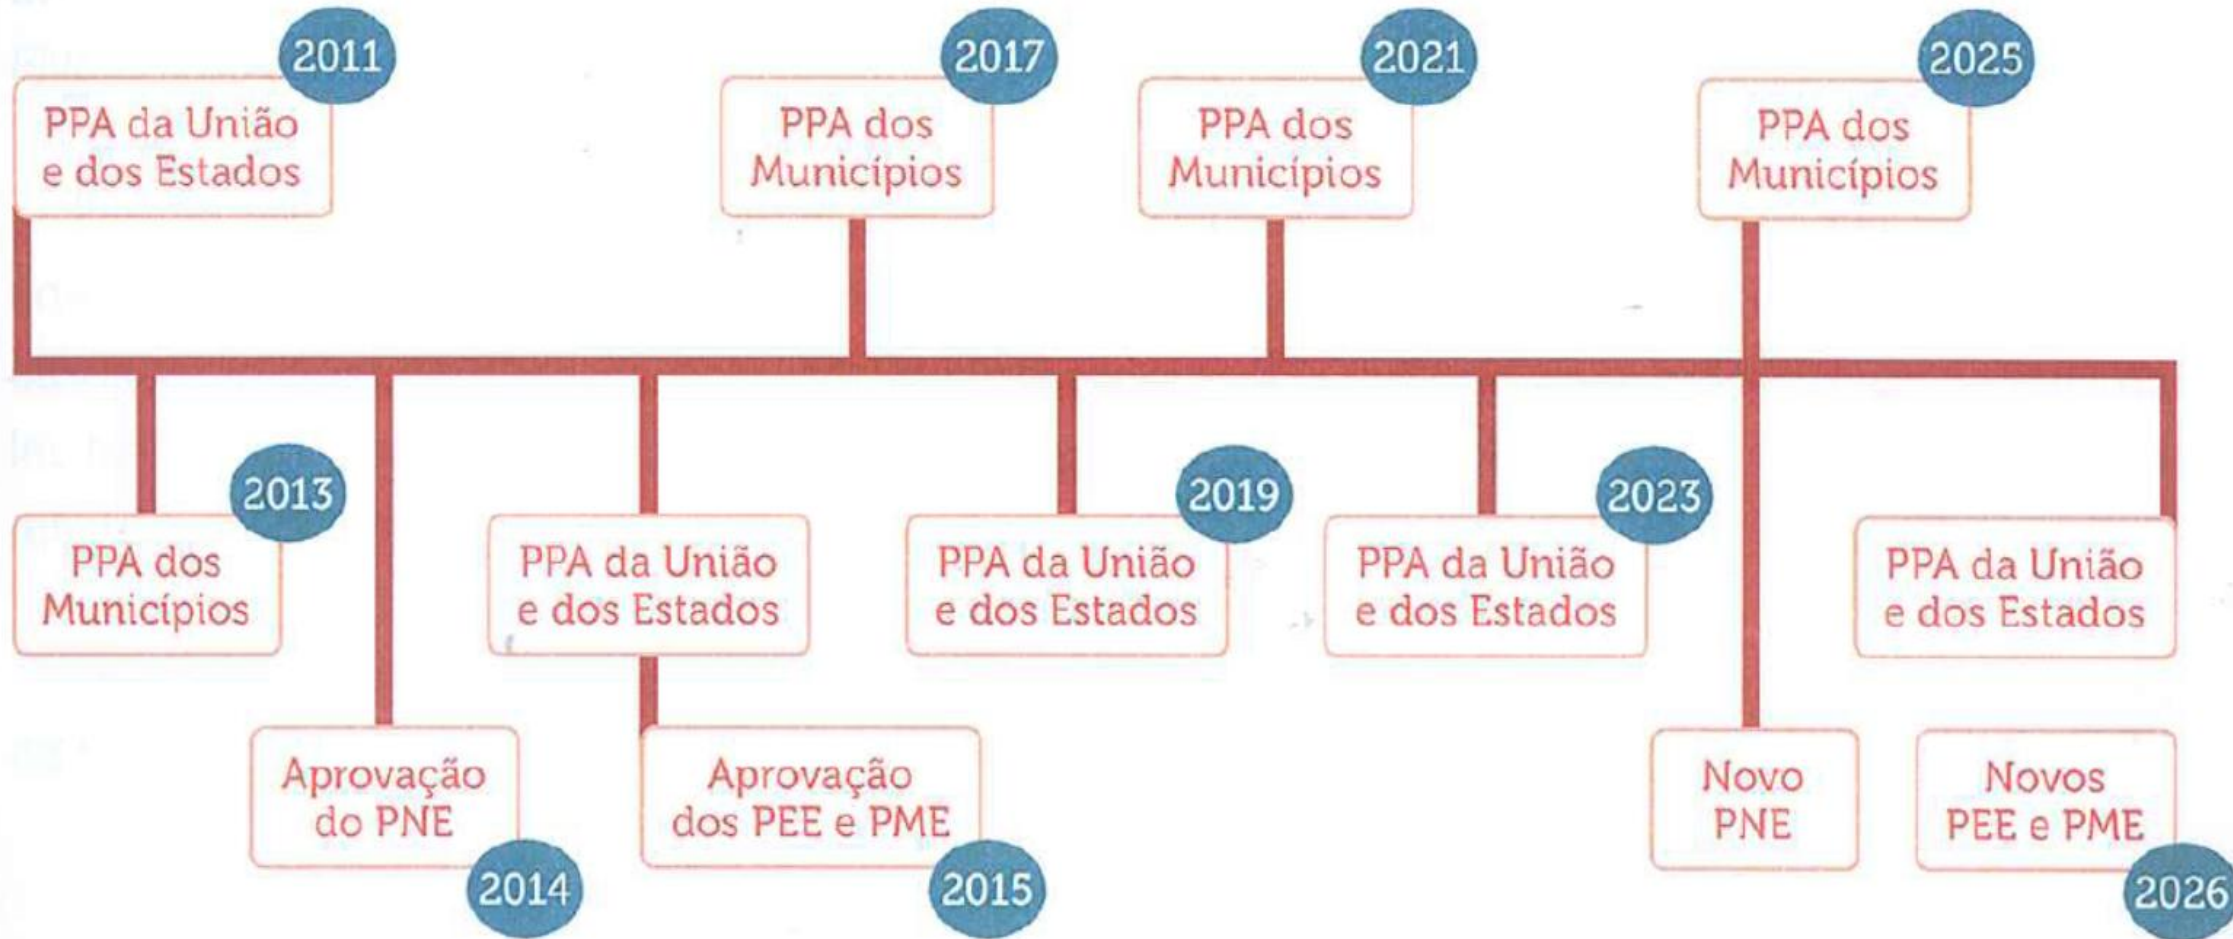 2011
PPA da União
e dos Estados
2017
PPA dos
Municípios
2021
PPA dos
Municípios
2025
PPA dos
Municípios
2013
PPA dos
Municípios
PPA da União
e dos Estados
2019
PPA da União
e dos Estados
2023
PPA da União
e dos Estados
PPA da União
e dos Estados
Aprovação
do PNE
2014
Aprovação
dos PEE e PME
2015
Novo
PNE
Novos
PEE e PME
2026